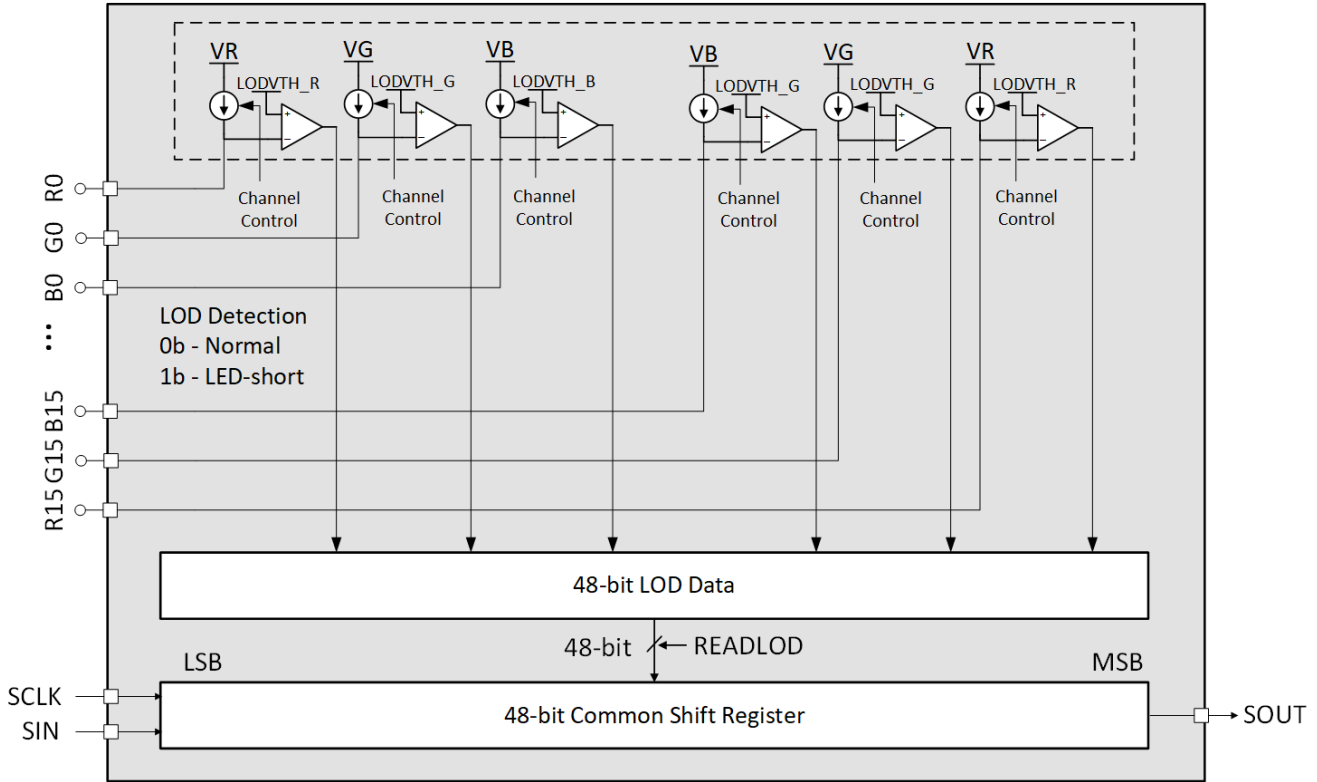 VR
VG
VB
VB
VG
VR
LODVTH_R
LODVTH_G
LODVTH_B
LODVTH_G
LODVTH_G
LODVTH_R
+
−
+
−
+
−
+
−
+
−
+
−
Channel
Control
Channel
Control
Channel
Control
Channel
Control
Channel
Control
Channel
Control
R0
G0
B0
...
B15
G15
R15
LOD Detection
0b - Normal
1b - LED-short
48-bit LOD Data
48-bit
READLOD
LSB
MSB
SCLK
SIN
48-bit Common Shift Register
SOUT